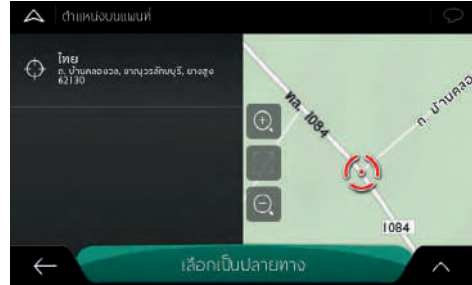 ตำแหน่งบนแผนที่
ไทย
ถ. บ้านคลองวล, ขาณุวรลักษบุรี, ยางสูง
62130
ทล. 1084
ถ. บ้านคลอ
1084
เลือกเป็นปลายทาง